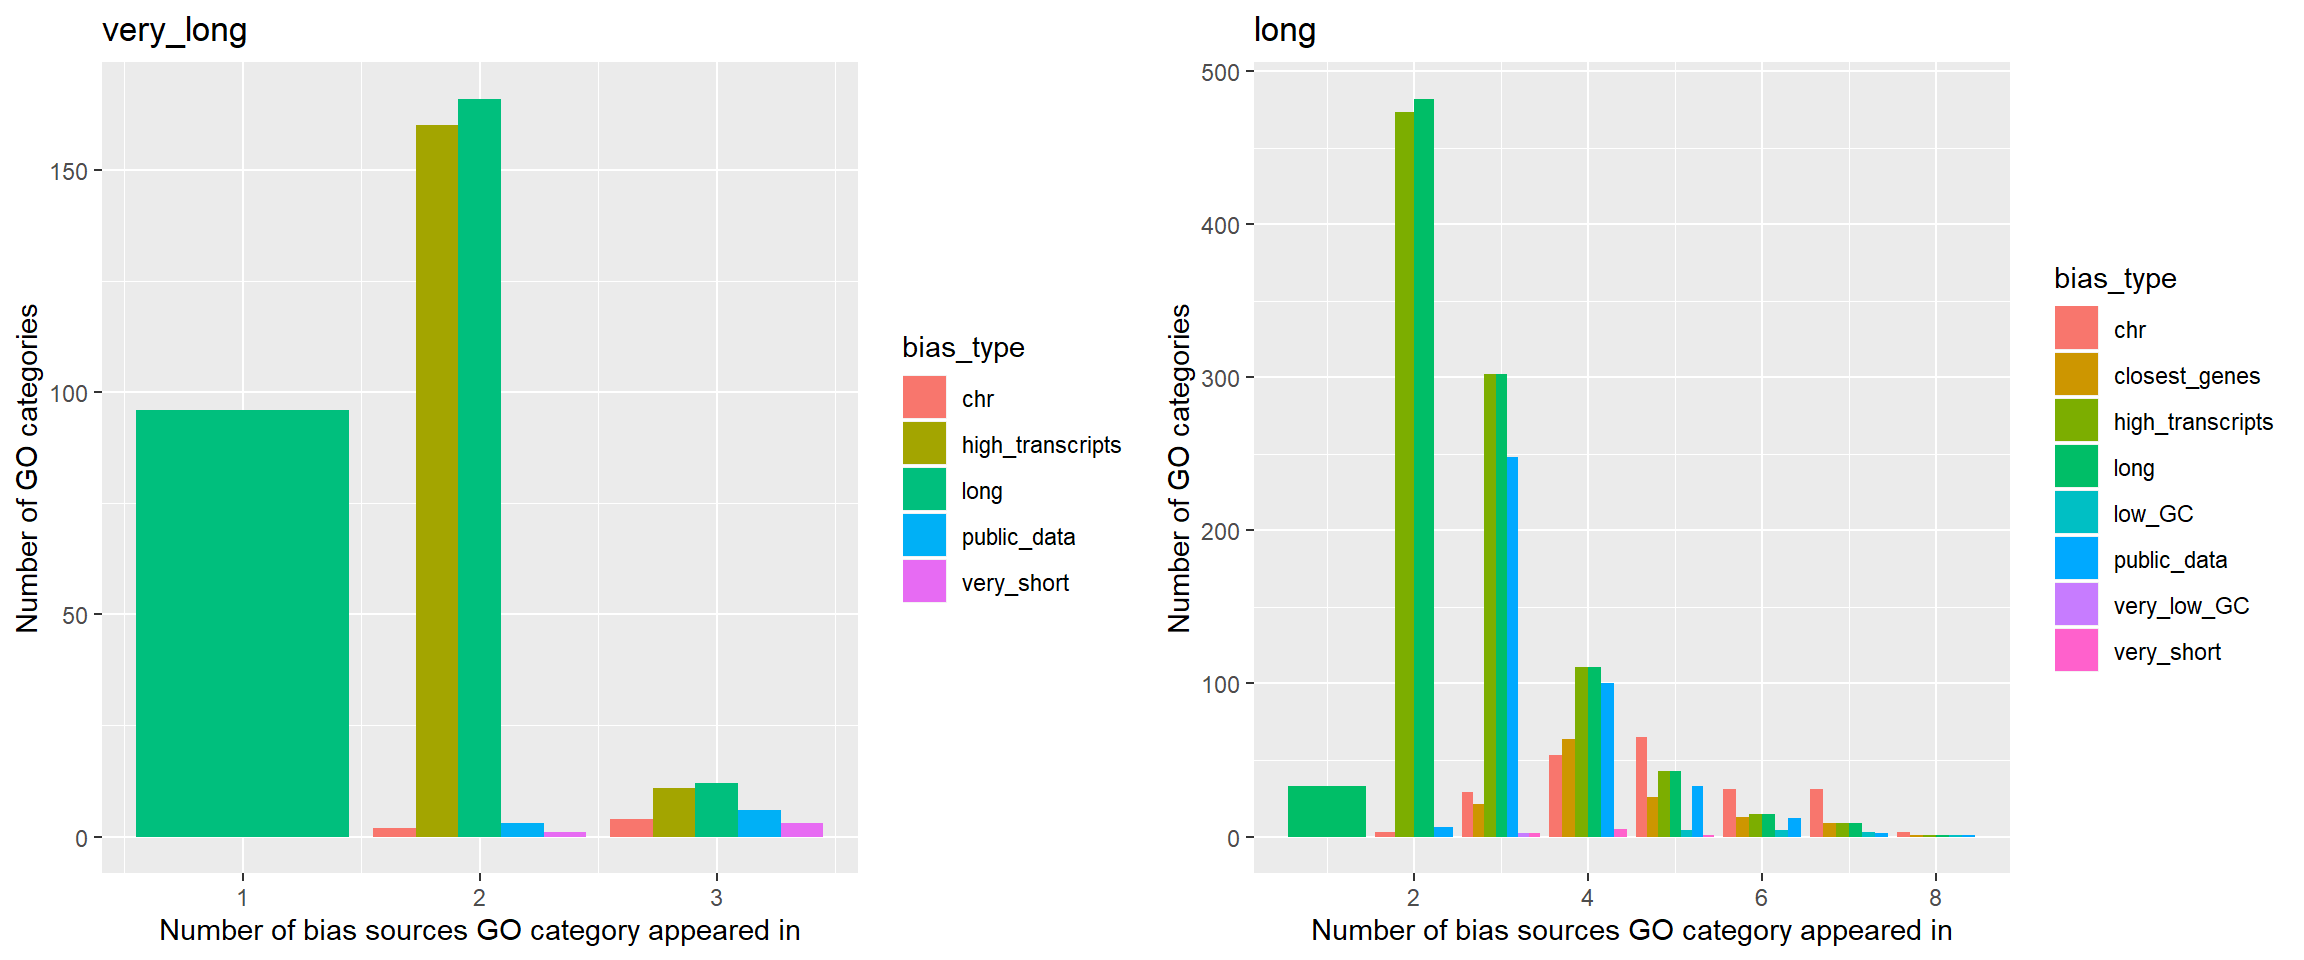 very_long
Number of GO categories
150
100
50
0
1 2 3
Number of bias sources GO category appeared in
bias_type
chr
high_transcripts
long
public_data
very_short
long
Number of GO categories
500
400
300
200
100
0
2 4 6 8
Number of bias sources GO category appeared in
bias_type
chr
closest_genes
high_transcripts
long
low_GC
public_data
very_low_GC
very_short